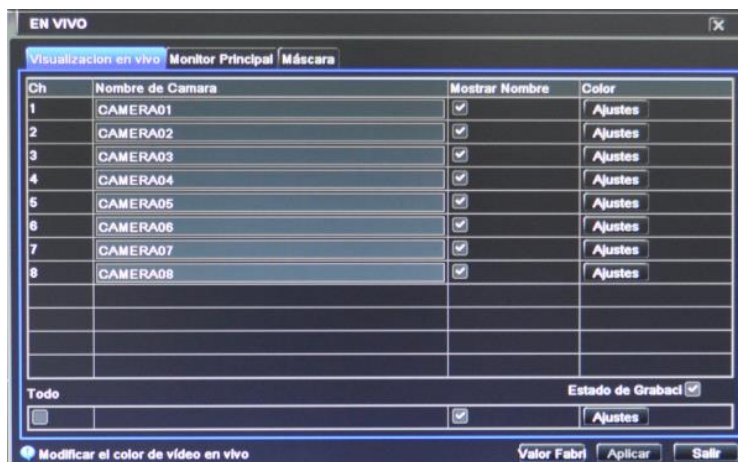 EN VIVO
Visualizacion en vivo Monitor Principal Máscara
Ch Nombre de Camara Mostrar Nombre Color
1 CAMERA01 Ajustes
2 CAMERA02 Ajustes
3 CAMERA03 Ajustes
4 CAMERA04 Ajustes
5 CAMERA05 Ajustes
6 CAMERA06 Ajustes
7 CAMERA07 Ajustes
8 CAMERA08 Ajustes
Todo Estado de Grabaci
Ajustes
Modificar el color de vídeo en vivo Valor Fabri Aplicar Salir